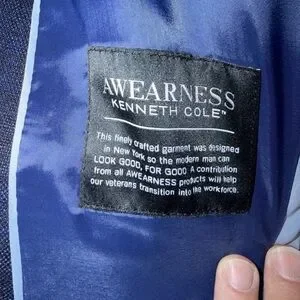 AWEARNESS
KENNETH COLE™
This finely crafted garment was designed
in New York so the modern man can
LOOK GOOD, FOR GOOD. A contribution
from all AWEARNESS products will help
our veterans transition into the workforce.